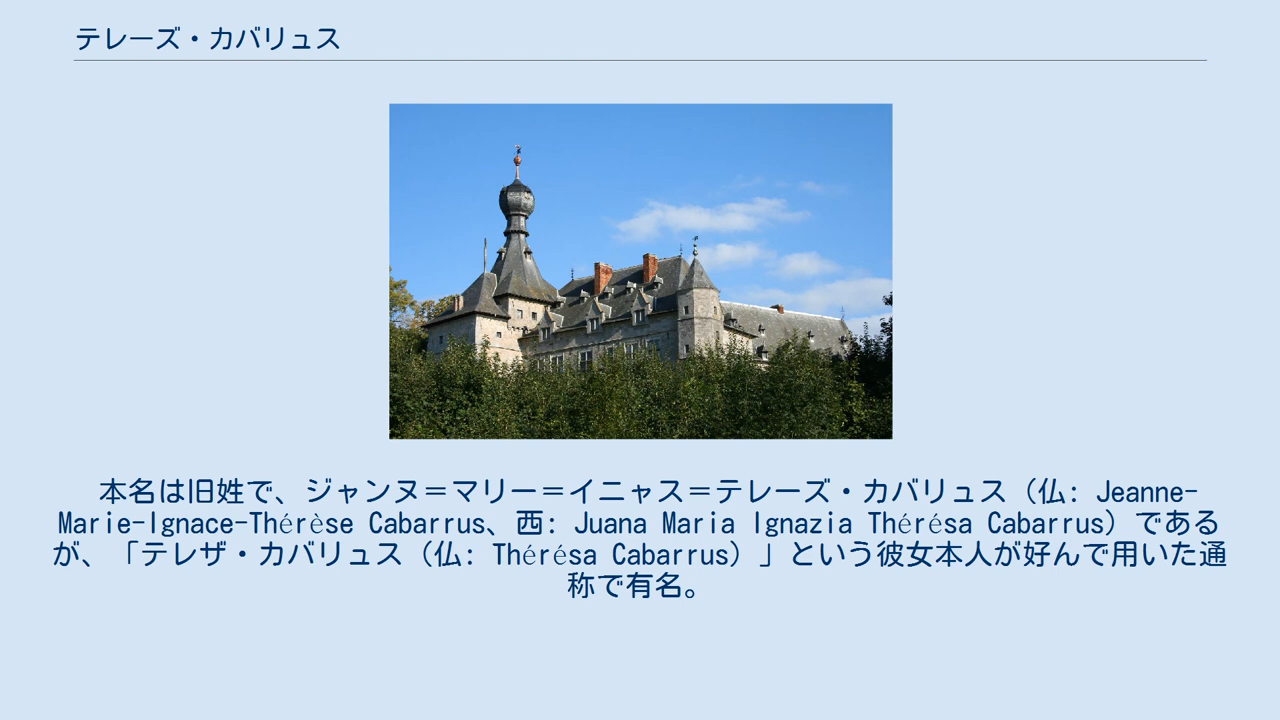 テレーズ・カバリュス
本名は旧姓で、ジャンヌ＝マリー＝イニャス＝テレーズ・カバリュス（仏: Jeanne-
Marie-Ignace-Thérèse Cabarrus、西: Juana Maria Ignazia Thérésa Cabarrus）である
が、「テレザ・カバリュス（仏: Thérésa Cabarrus）」という彼女本人が好んで用いた通
称で有名。